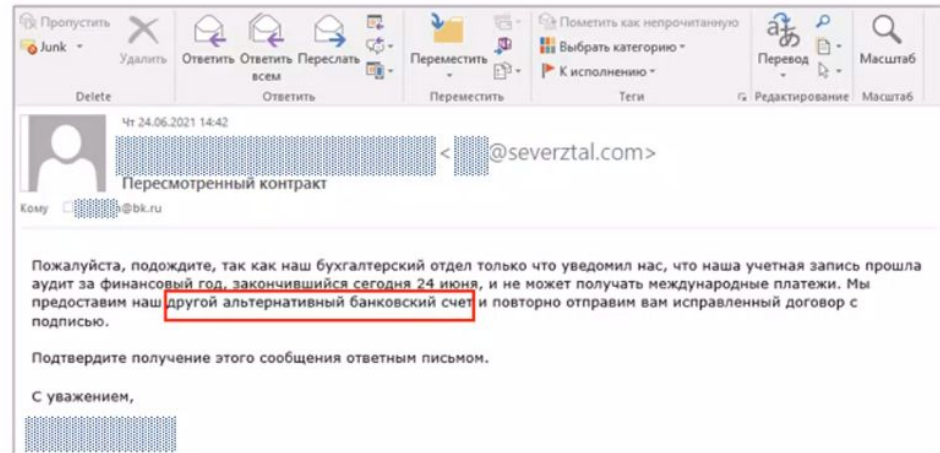 Пропустить
Junk
Удалить
Delete
Ответить
Ответить всем
Переслать
Ответить
Переместить
Переместить
Пометить как непрочитанную
Выбрать категорию
К исполнению
Теги
Перевод
Редактирование
Масштаб
Масштаб
Чт 24.06.2021 14:42
< @severztal.com>
Пересмотренный контракт
Кому @bk.ru
Пожалуйста, подождите, так как наш бухгалтерский отдел только что уведомил нас, что наша учетная запись прошла
аудит за финансовый год, закончившийся сегодня 24 июня, и не может получать международные платежи. Мы
предоставим наш другой альтернативный банковский счет и повторно отправим вам исправленный договор с
подписью.
Подтвердите получение этого сообщения ответным письмом.
С уважением,